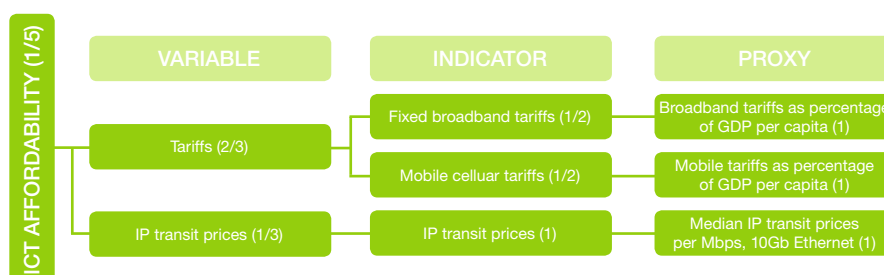 ICT AFFORDABILITY (1/5)
VARIABLE
INDICATOR
PROXY
Tariffs (2/3)
Fixed broadband tariffs (1/2)
Broadband tariffs as percentage
of GDP per capita (1)
Mobile celluar tariffs (1/2)
Mobile tariffs as percentage
of GDP per capita (1)
IP transit prices (1/3)
IP transit prices (1)
Median IP transit prices
per Mbps, 10Gb Ethernet (1)